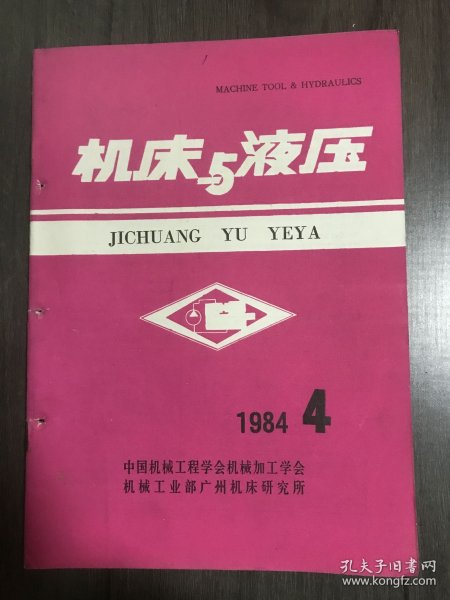 MACHINE TOOL & HYDRAULICS
机床与液压
JICHUANG YU YEYA
1984 4
中国机械工程学会机械加工学会
机械工业部广州机床研究所
孔夫子旧书网
www.kongfz.com